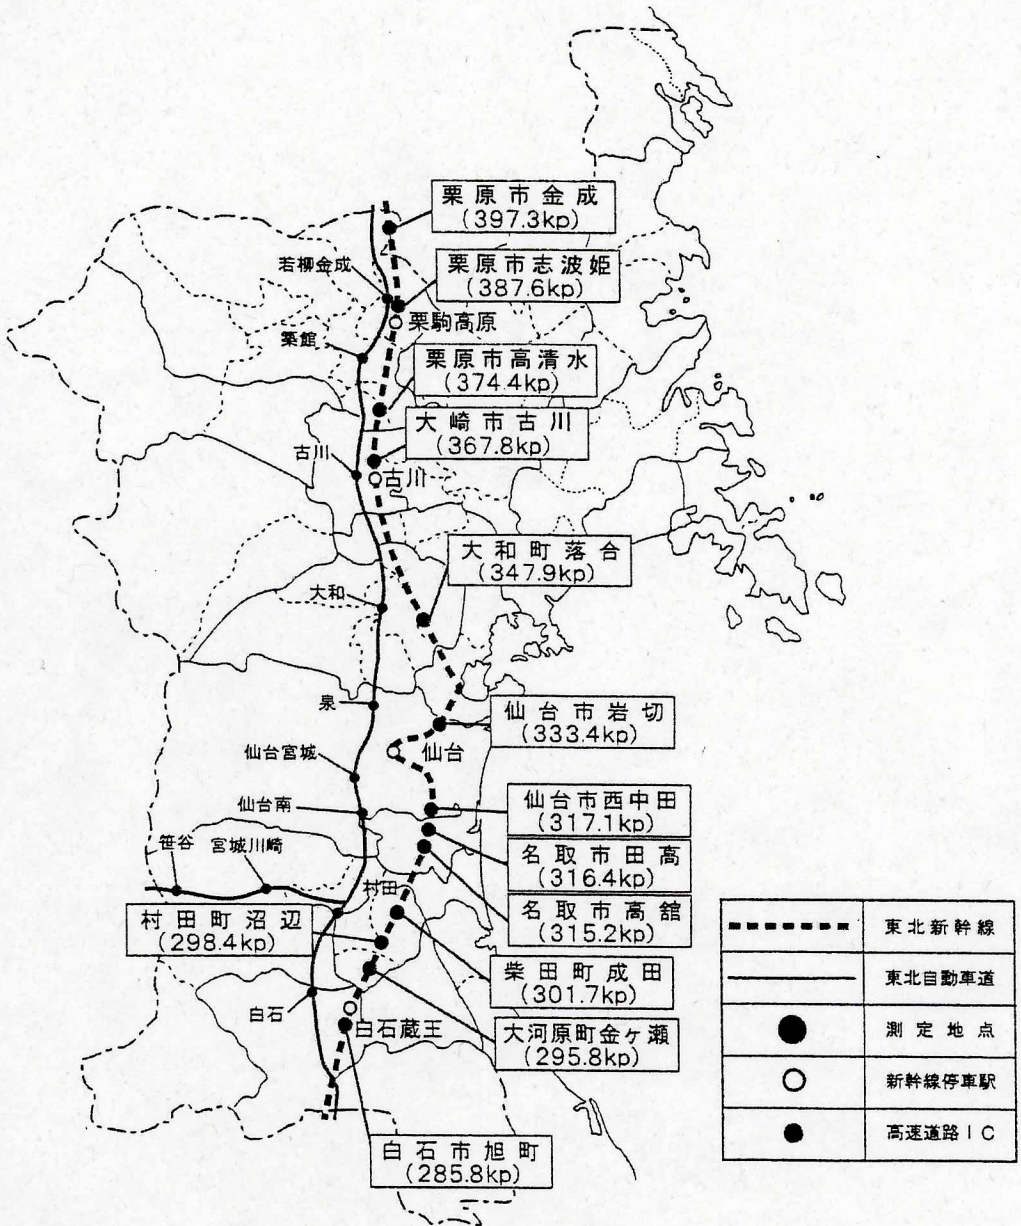 栗原市金成
(397.3kp)
若柳金成
栗原市志波姫
(387.6kp)
栗駒高原
築館
栗原市高清水
(374.4kp)
大崎市古川
(367.8kp)
古川
古川
大和町落合
(347.9kp)
大和
泉
仙台市岩切
(333.4kp)
仙台
仙台宮城
仙台南
仙台市西中田
(317.1kp)
名取市田高
(316.4kp)
名取市高舘
(315.2kp)
笹谷
宮城川崎
村田
村田町沼辺
(298.4kp)
柴田町成田
(301.7kp)
白石
白石蔵王
大河原町金ヶ瀬
(295.8kp)
白石市旭町
(285.8kp)
東北新幹線
東北自動車道
測定地点
新幹線停車駅
高速道路IC